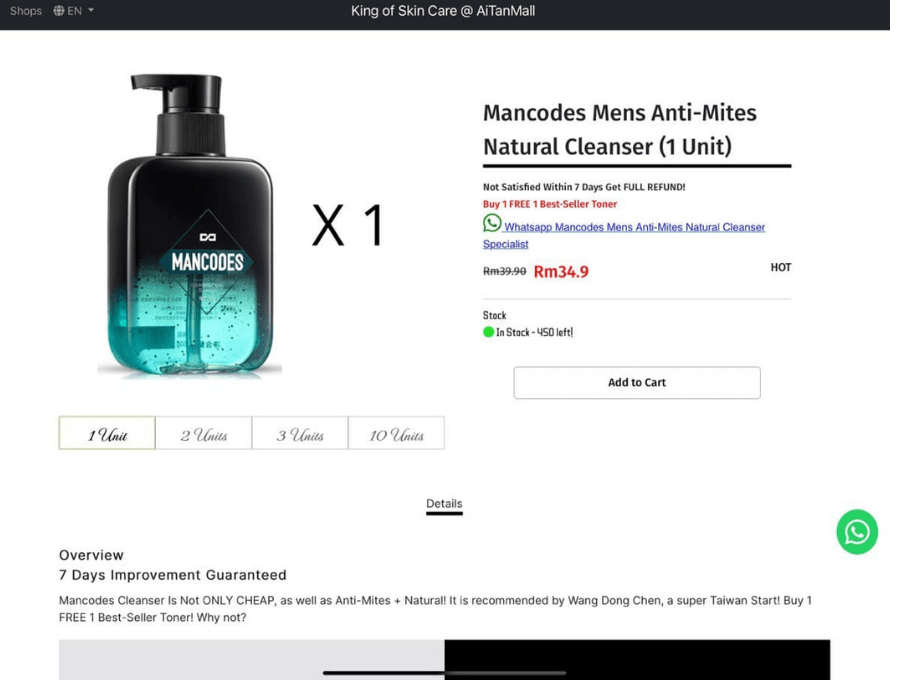 Shops EN
King of Skin Care @ AiTanMall
MANCODES
X 1
Mancodes Mens Anti-Mites
Natural Cleanser (1 Unit)
Not Satisfied Within 7 Days Get FULL REFUND!
Buy 1 FREE 1 Best-Seller Toner
Whatsapp Mancodes Mens Anti-Mites Natural Cleanser
Specialist
Rm39.90 Rm34.9 HOT
Stock
In Stock - 450 left!
Add to Cart
1 Unit 2 Units 3 Units 10 Units
Details
Overview
7 Days Improvement Guaranteed
Mancodes Cleanser Is Not ONLY CHEAP, as well as Anti-Mites + Natural! It is recommended by Wang Dong Chen, a super Taiwan Start! Buy 1
FREE 1 Best-Seller Toner! Why not?